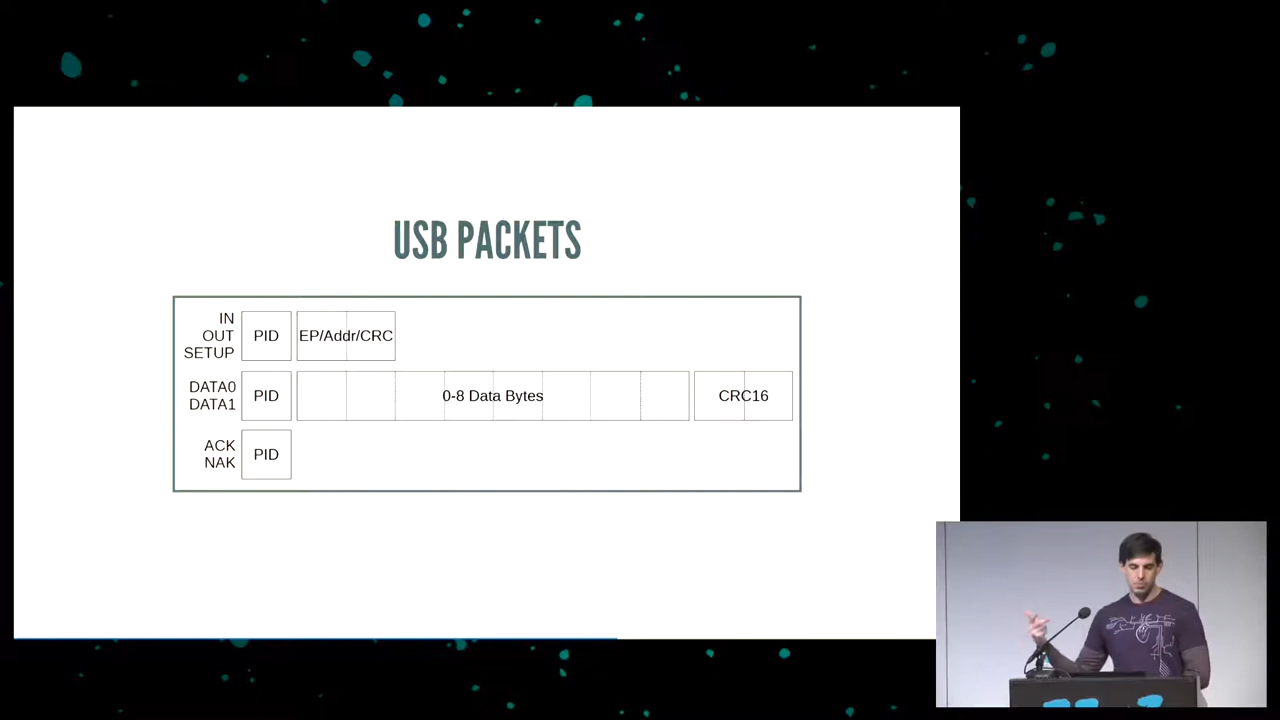 USB PACKETS
IN
OUT
SETUP
PID
EP/Addr/CRC
DATA0
DATA1
PID
0-8 Data Bytes
CRC16
ACK
NAK
PID